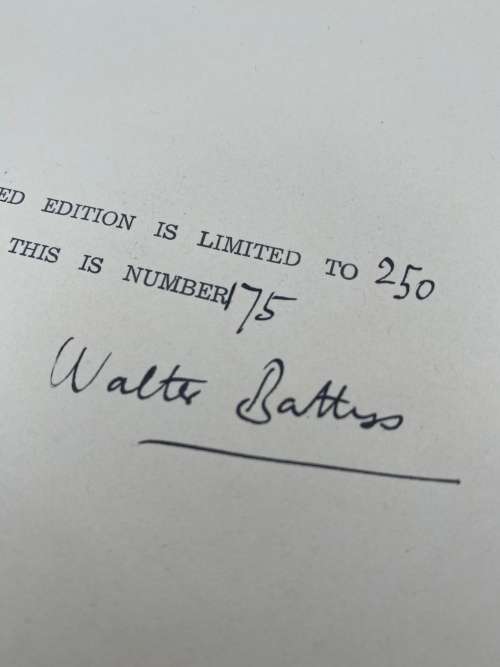 ED EDITION IS LIMITED TO 250
THIS IS NUMBER 175
Walter Battiss